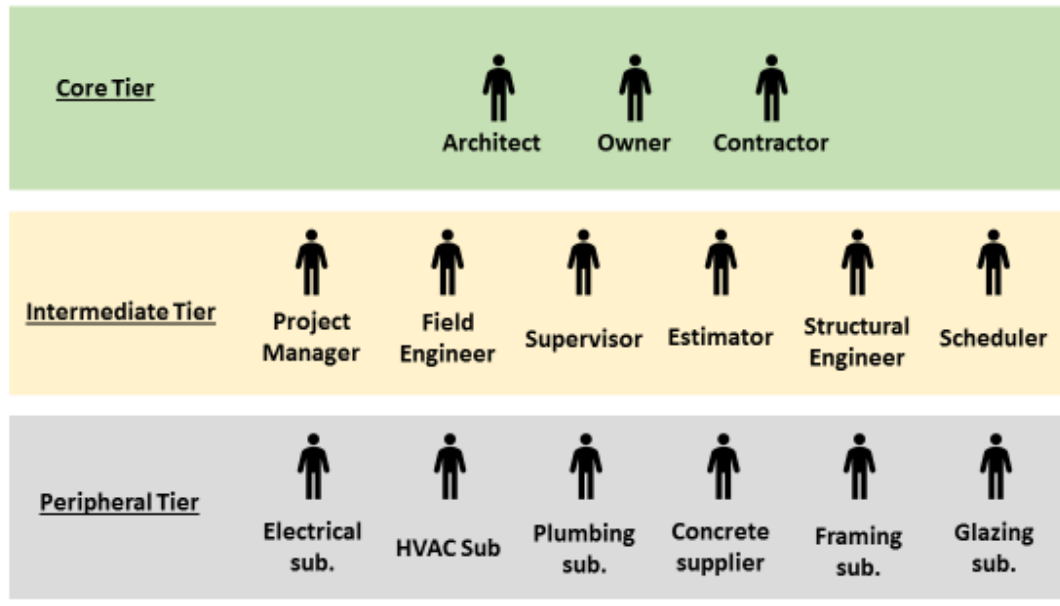 Core Tier
Architect
Owner
Contractor
Intermediate Tier
Project
Manager
Field
Engineer
Supervisor
Estimator
Structural
Engineer
Scheduler
Peripheral Tier
Electrical
sub.
HVAC Sub
Plumbing
sub.
Concrete
supplier
Framing
sub.
Glazing
sub.